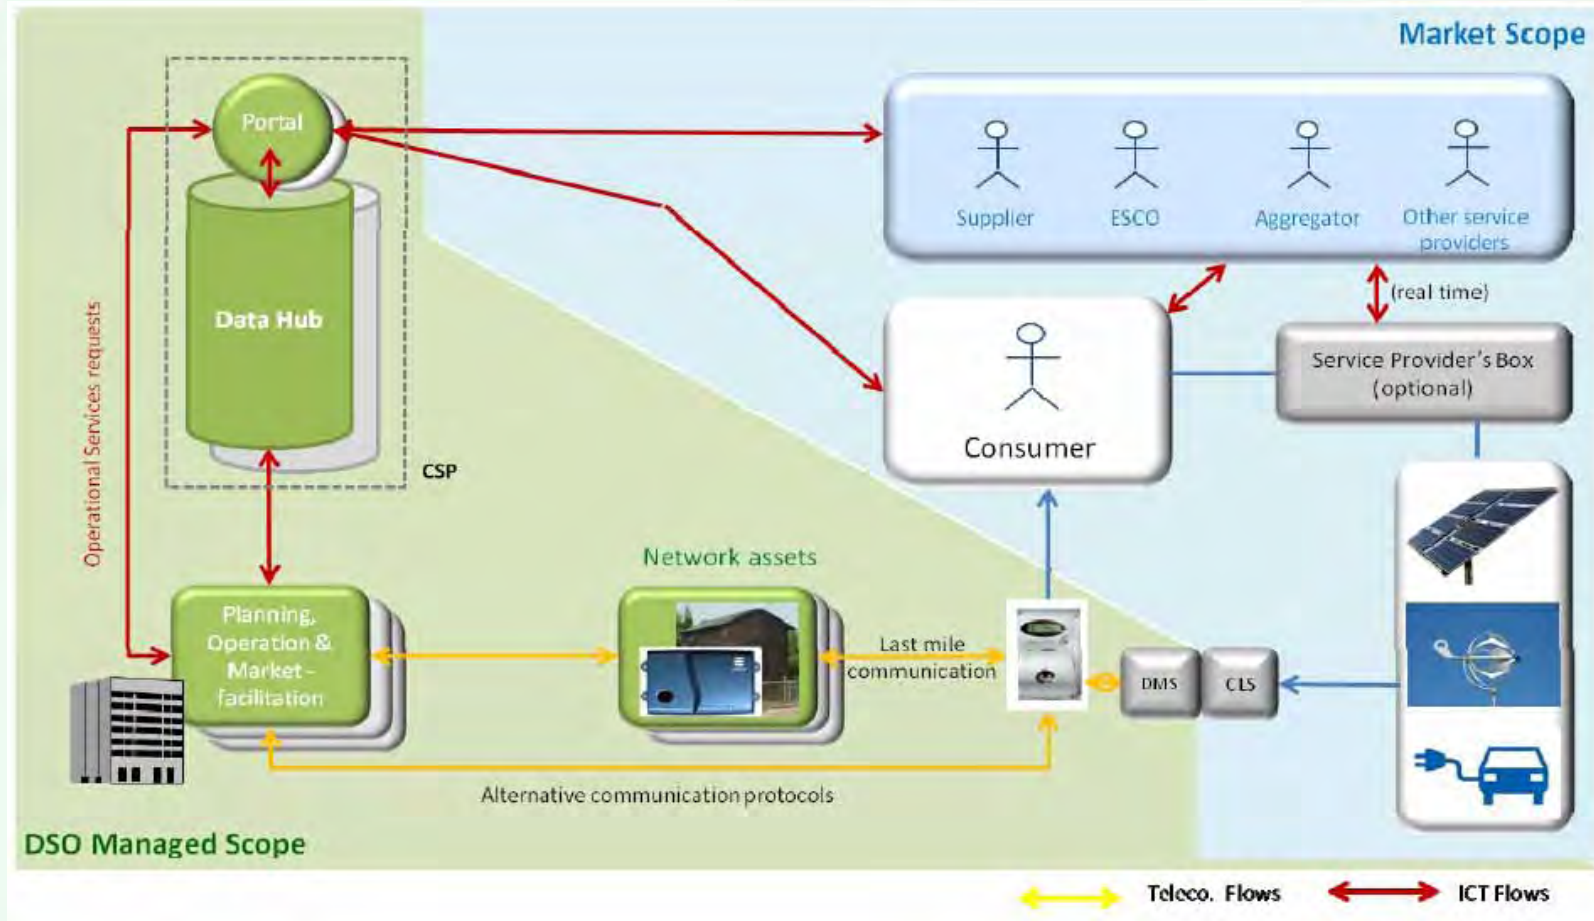 Market Scope
Portal
Supplier
ESCO
Aggregator
Other service
providers
Data Hub
(real time)
Service Provider's Box
(optional)
Consumer
CSP
Operational Services requests
Network assets
Planning,
Operation &
Market -
facilitation
Last mile
communication
DMS
CLS
Alternative communication protocols
DSO Managed Scope
Teleco. Flows
ICT Flows